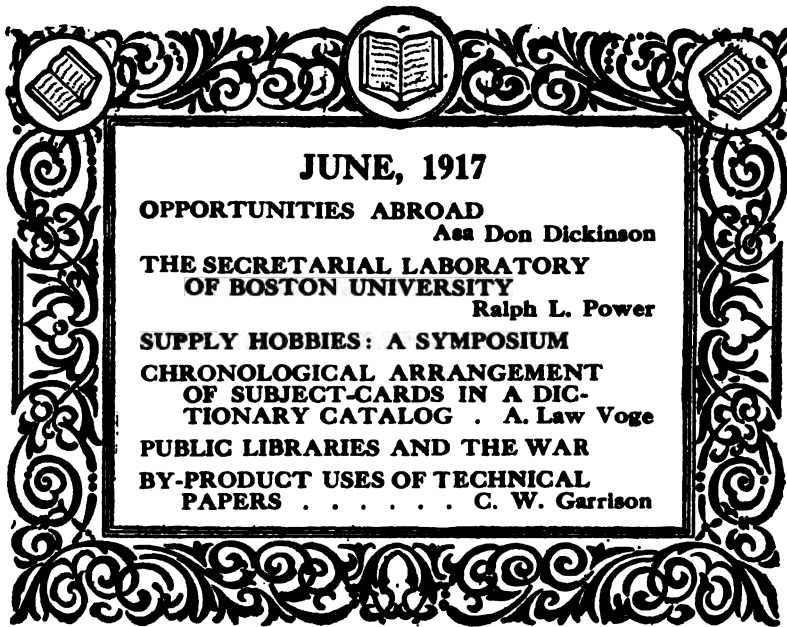 JUNE, 1917
OPPORTUNITIES ABROAD
Asa Don Dickinson
THE SECRETARIAL LABORATORY
OF BOSTON UNIVERSITY
Ralph L. Power
SUPPLY HOBBIES: A SYMPOSIUM
CHRONOLOGICAL ARRANGEMENT
OF SUBJECT-CARDS IN A DIC-
TIONARY CATALOG . A. Law Voge
PUBLIC LIBRARIES AND THE WAR
BY-PRODUCT USES OF TECHNICAL
PAPERS . . . . . . C. W. Garrison